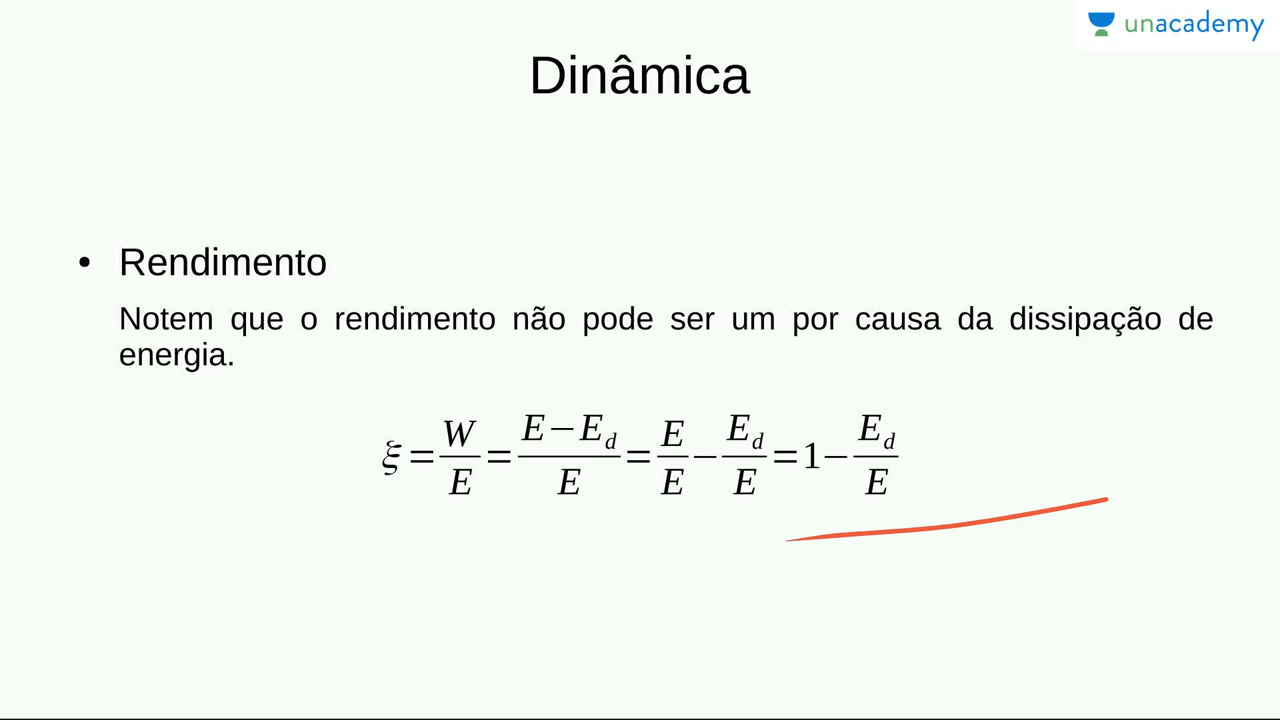 unacademy
Dinâmica
• Rendimento
Notem que o rendimento não pode ser um por causa da dissipação de
energia.
ξ = W/E = (E − E_d)/E = E/E − E_d/E = 1 − E_d/E